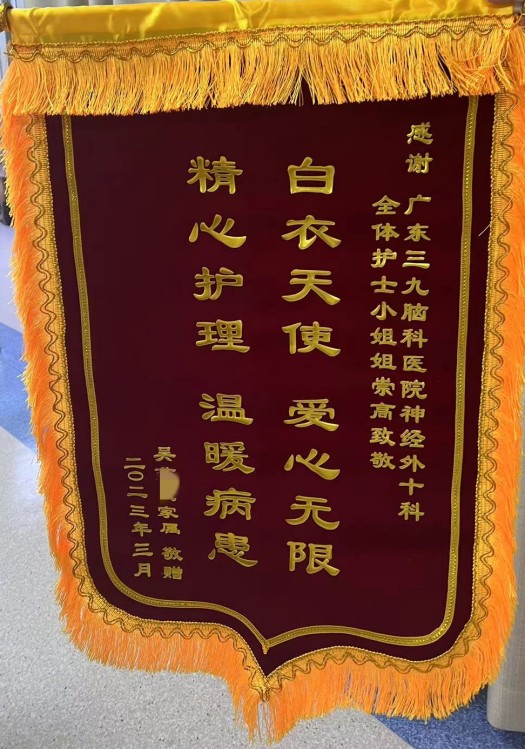 感谢 广东三九脑科医院神经外十科
全体护士小姐姐崇高致敬
白衣天使 爱心无限
精心护理 温暖病患
吴 家属 敬赠
二〇二三年三月